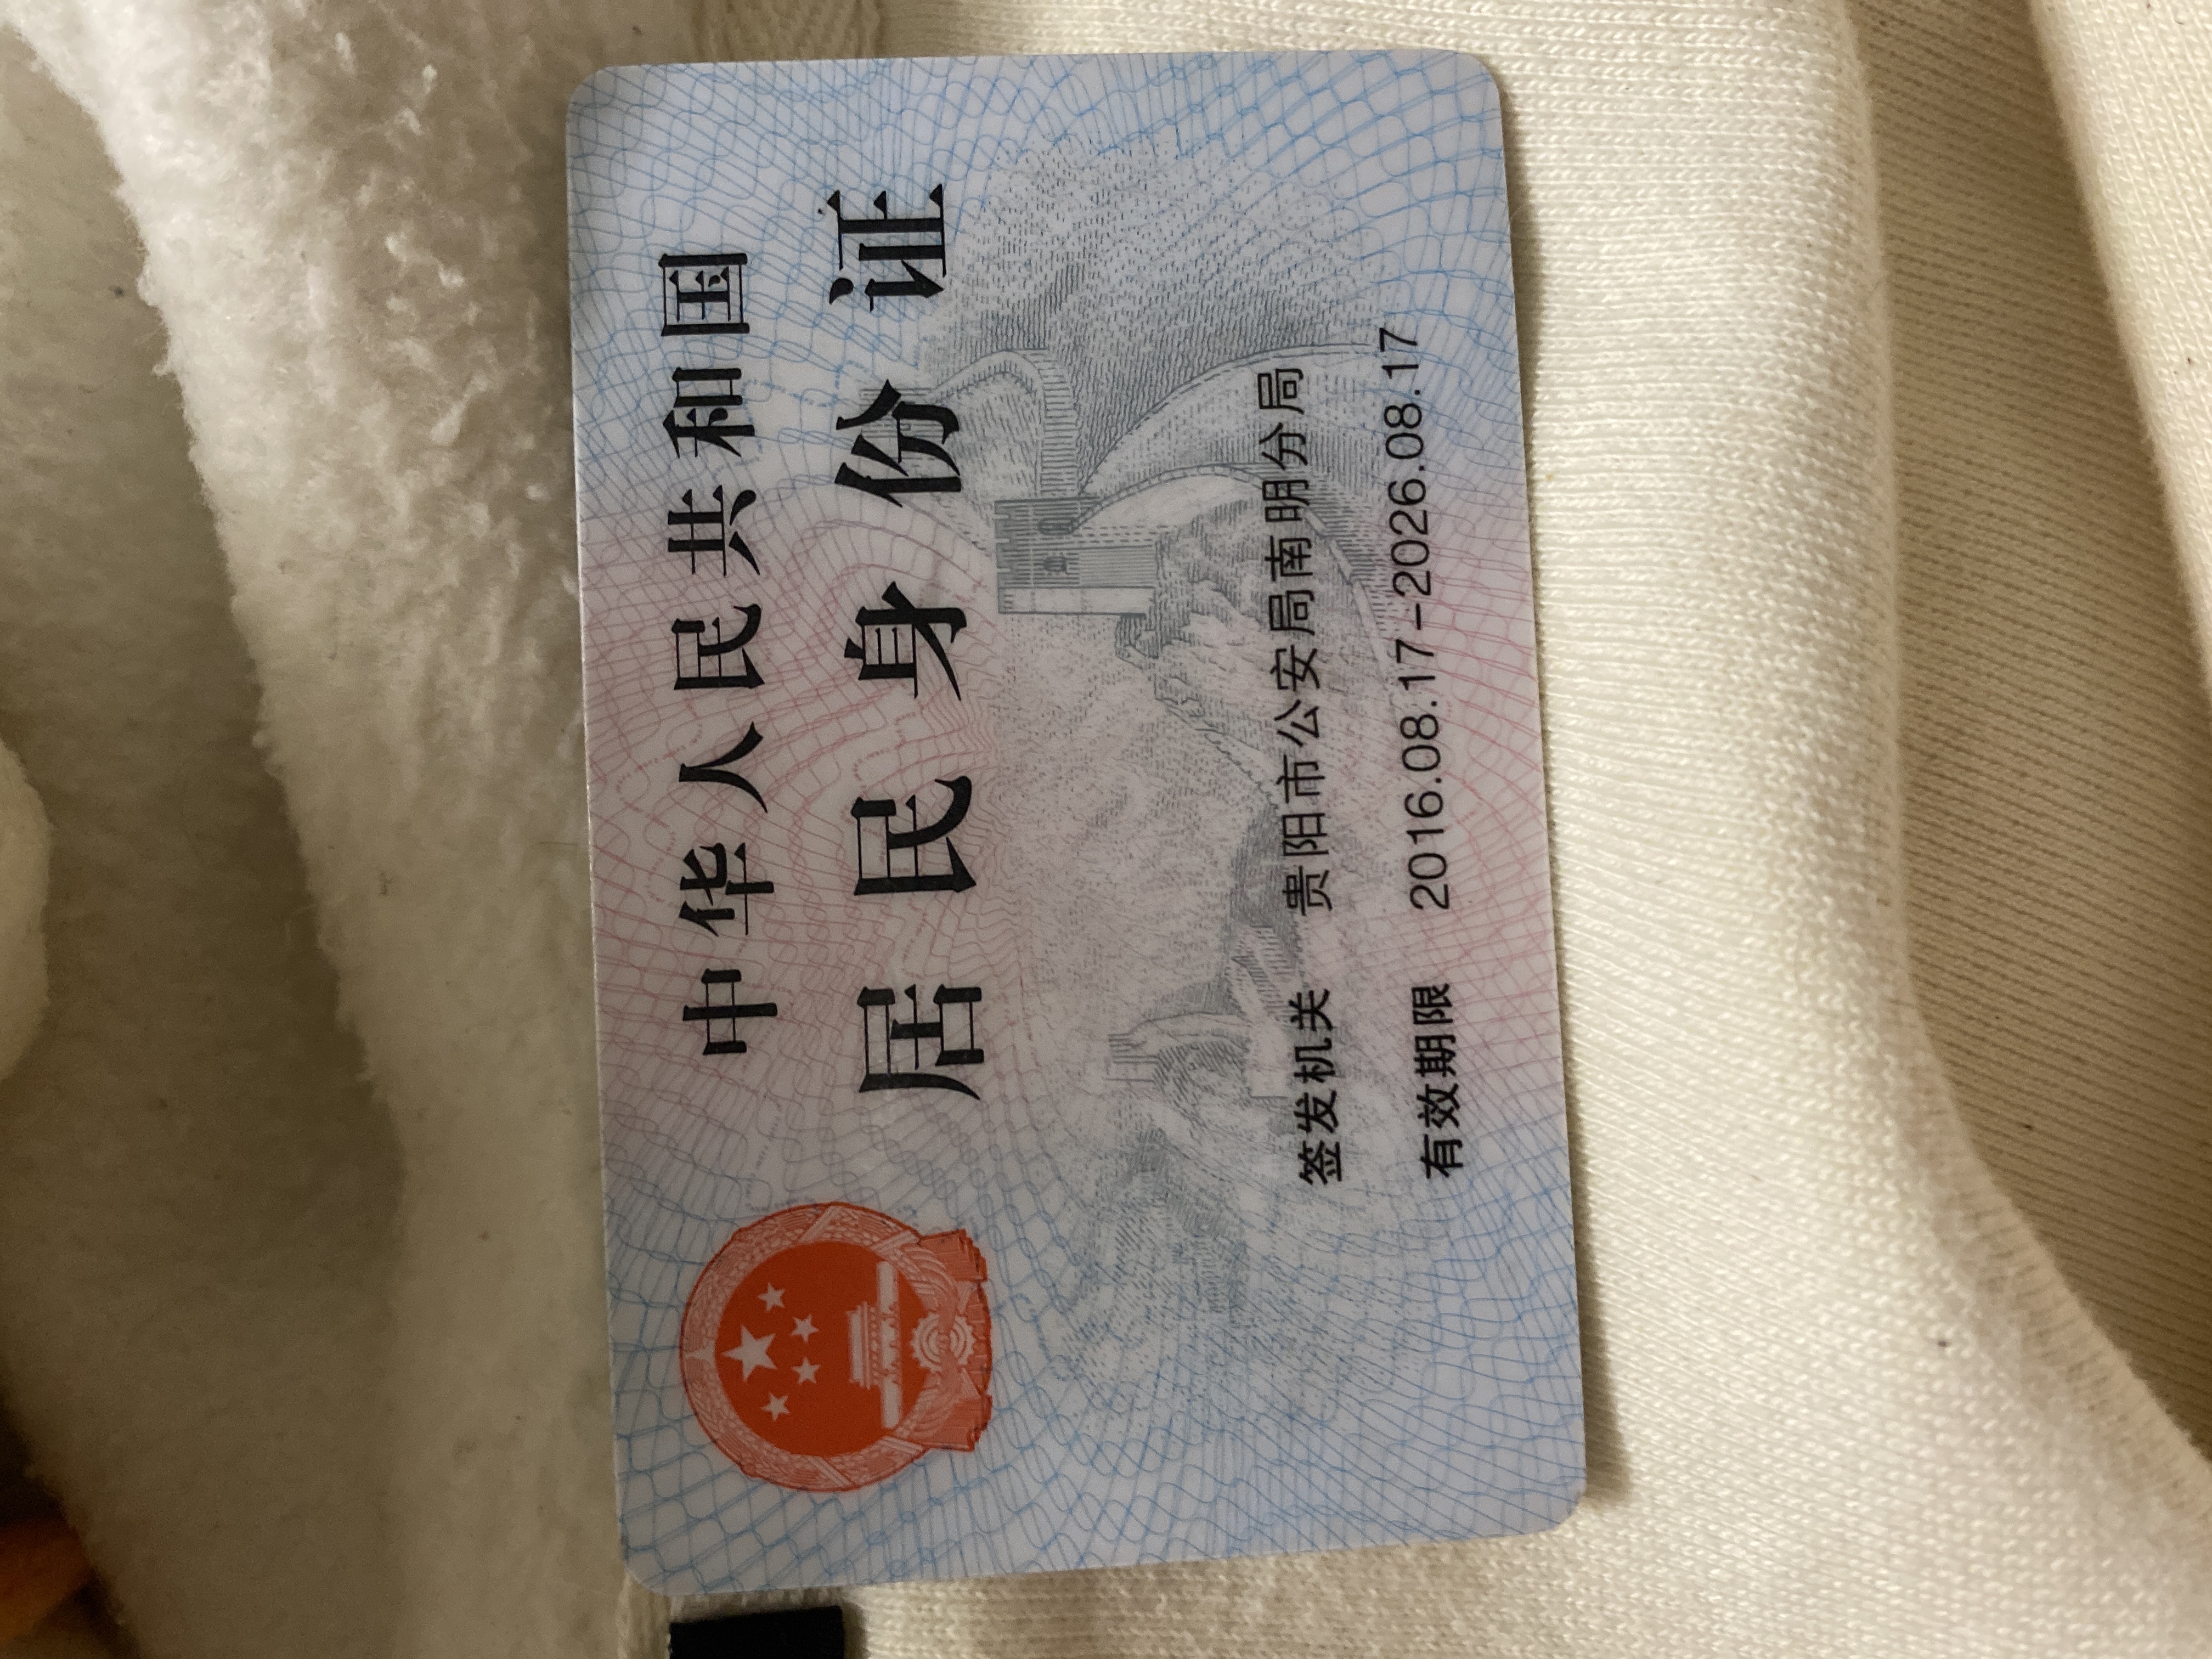 中华人民共和国
居民身份证
签发机关 贵阳市公安局南明分局
有效期限 2016.08.17-2026.08.17